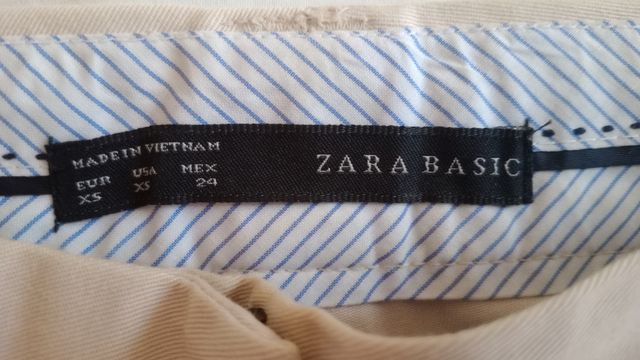 MADE IN VIETNAM
EUR USA MEX
XS XS 24
ZARA BASIC